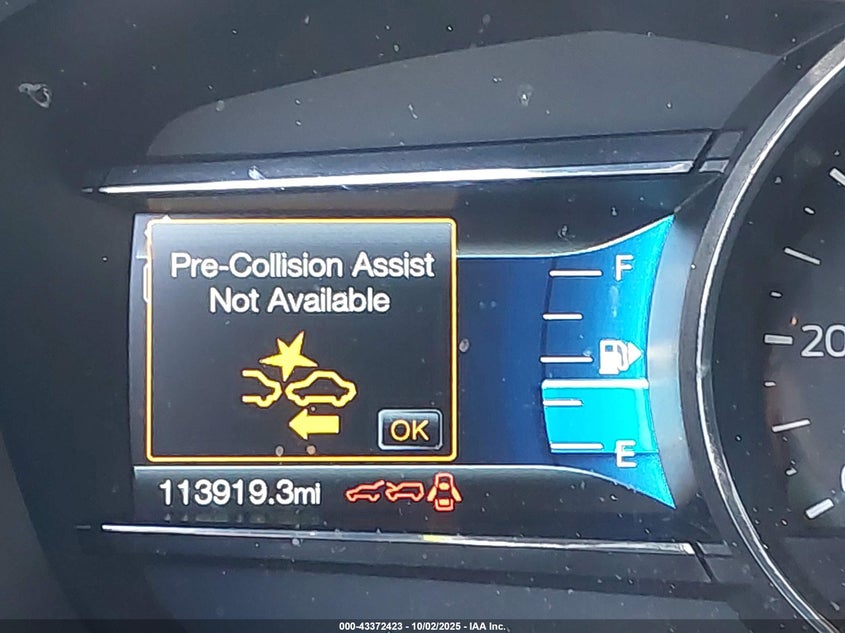 Pre-Collision Assist
Not Available
OK
F
E
113919.3mi
20
000-43372423 - 10/02/2025 - IAA Inc.